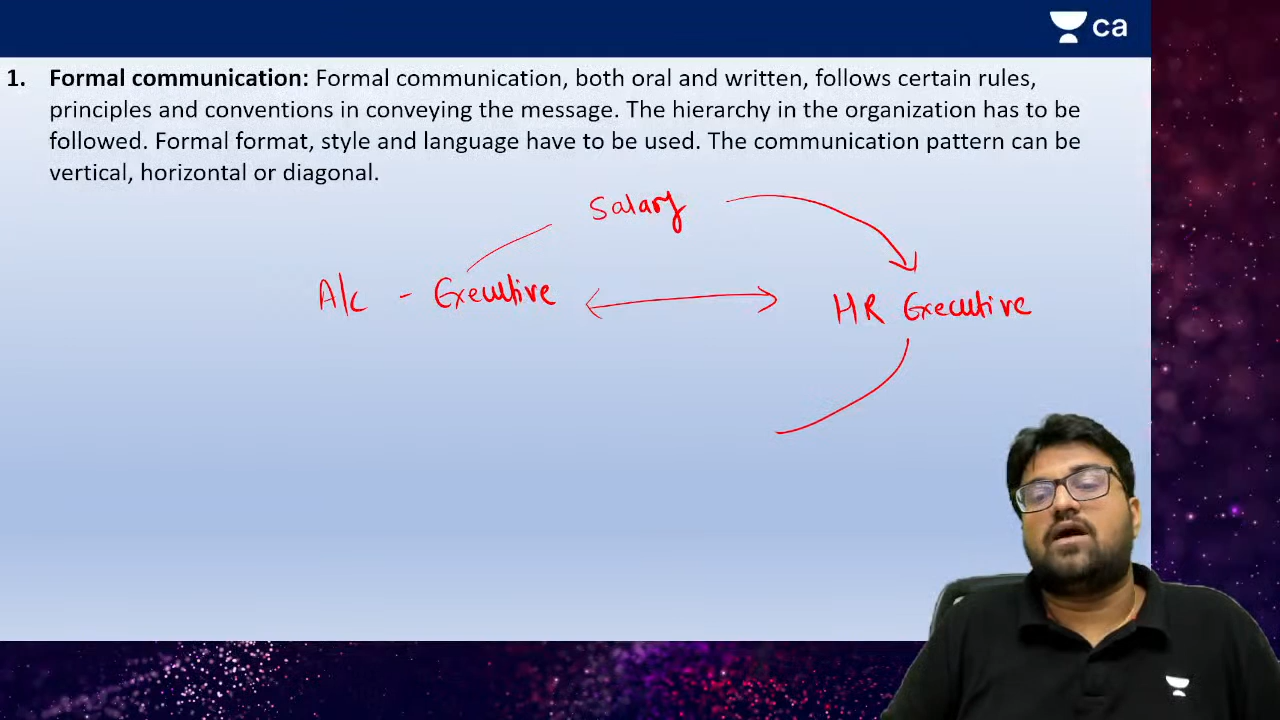 ca
1. Formal communication: Formal communication, both oral and written, follows certain rules,
principles and conventions in conveying the message. The hierarchy in the organization has to be
followed. Formal format, style and language have to be used. The communication pattern can be
vertical, horizontal or diagonal.
Salary
A/c - Executive
HR Executive